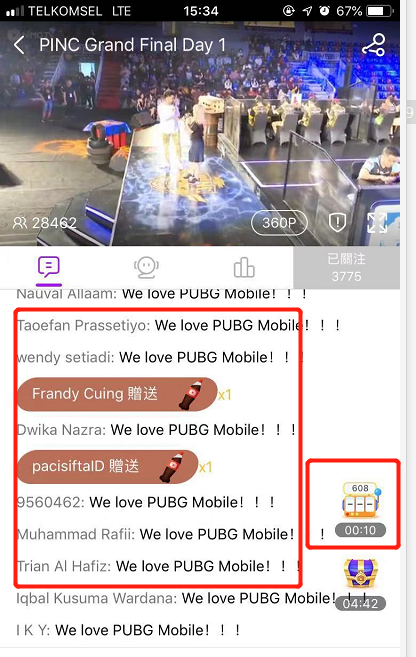 TELKOMSEL LTE 15:34 67%
PINC Grand Final Day 1
28462 360P
已關注
3775
Nauval Allaam: We love PUBG Mobile！！！
Taoefan Prassetiyo: We love PUBG Mobile！！！
wendy setiadi: We love PUBG Mobile！！！
Frandy Cuing 贈送 x1
Dwika Nazra: We love PUBG Mobile！！！
pacisiftaID 贈送 x1
608
9560462: We love PUBG Mobile！！！
00:10
Muhammad Rafii: We love PUBG Mobile！！！
Trian Al Hafiz: We love PUBG Mobile！！！
Iqbal Kusuma Wardana: We love PUBG Mobile！！！
04:42
I K Y: We love PUBG Mobile！！！